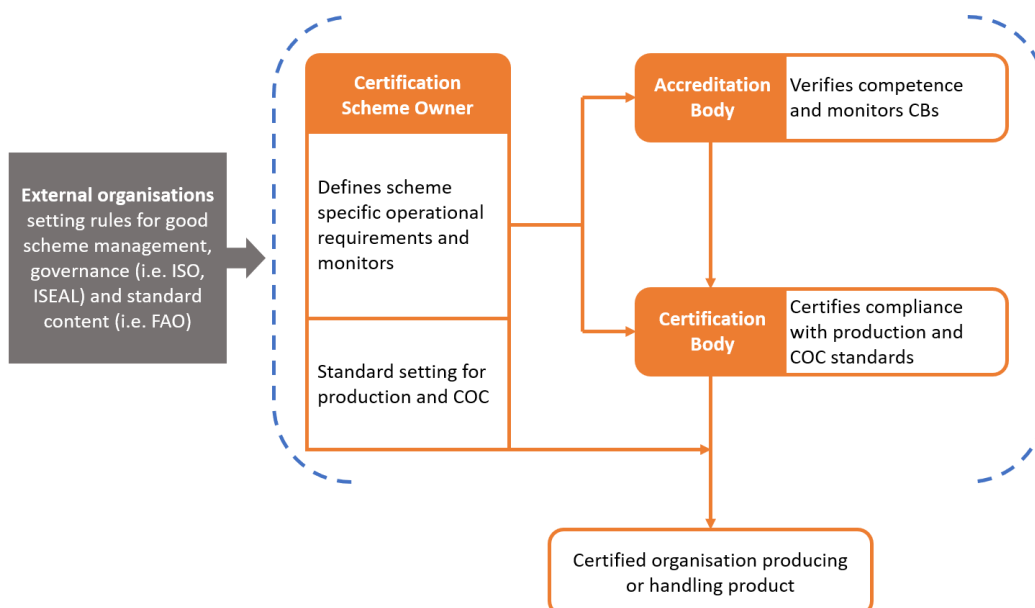 External organisations
setting rules for good
scheme management,
governance (i.e. ISO,
ISEAL) and standard
content (i.e. FAO)
Certification
Scheme Owner
Defines scheme
specific operational
requirements and
monitors
Standard setting for
production and COC
Accreditation
Body
Verifies competence
and monitors CBs
Certification
Body
Certifies compliance
with production and
COC standards
Certified organisation producing
or handling product